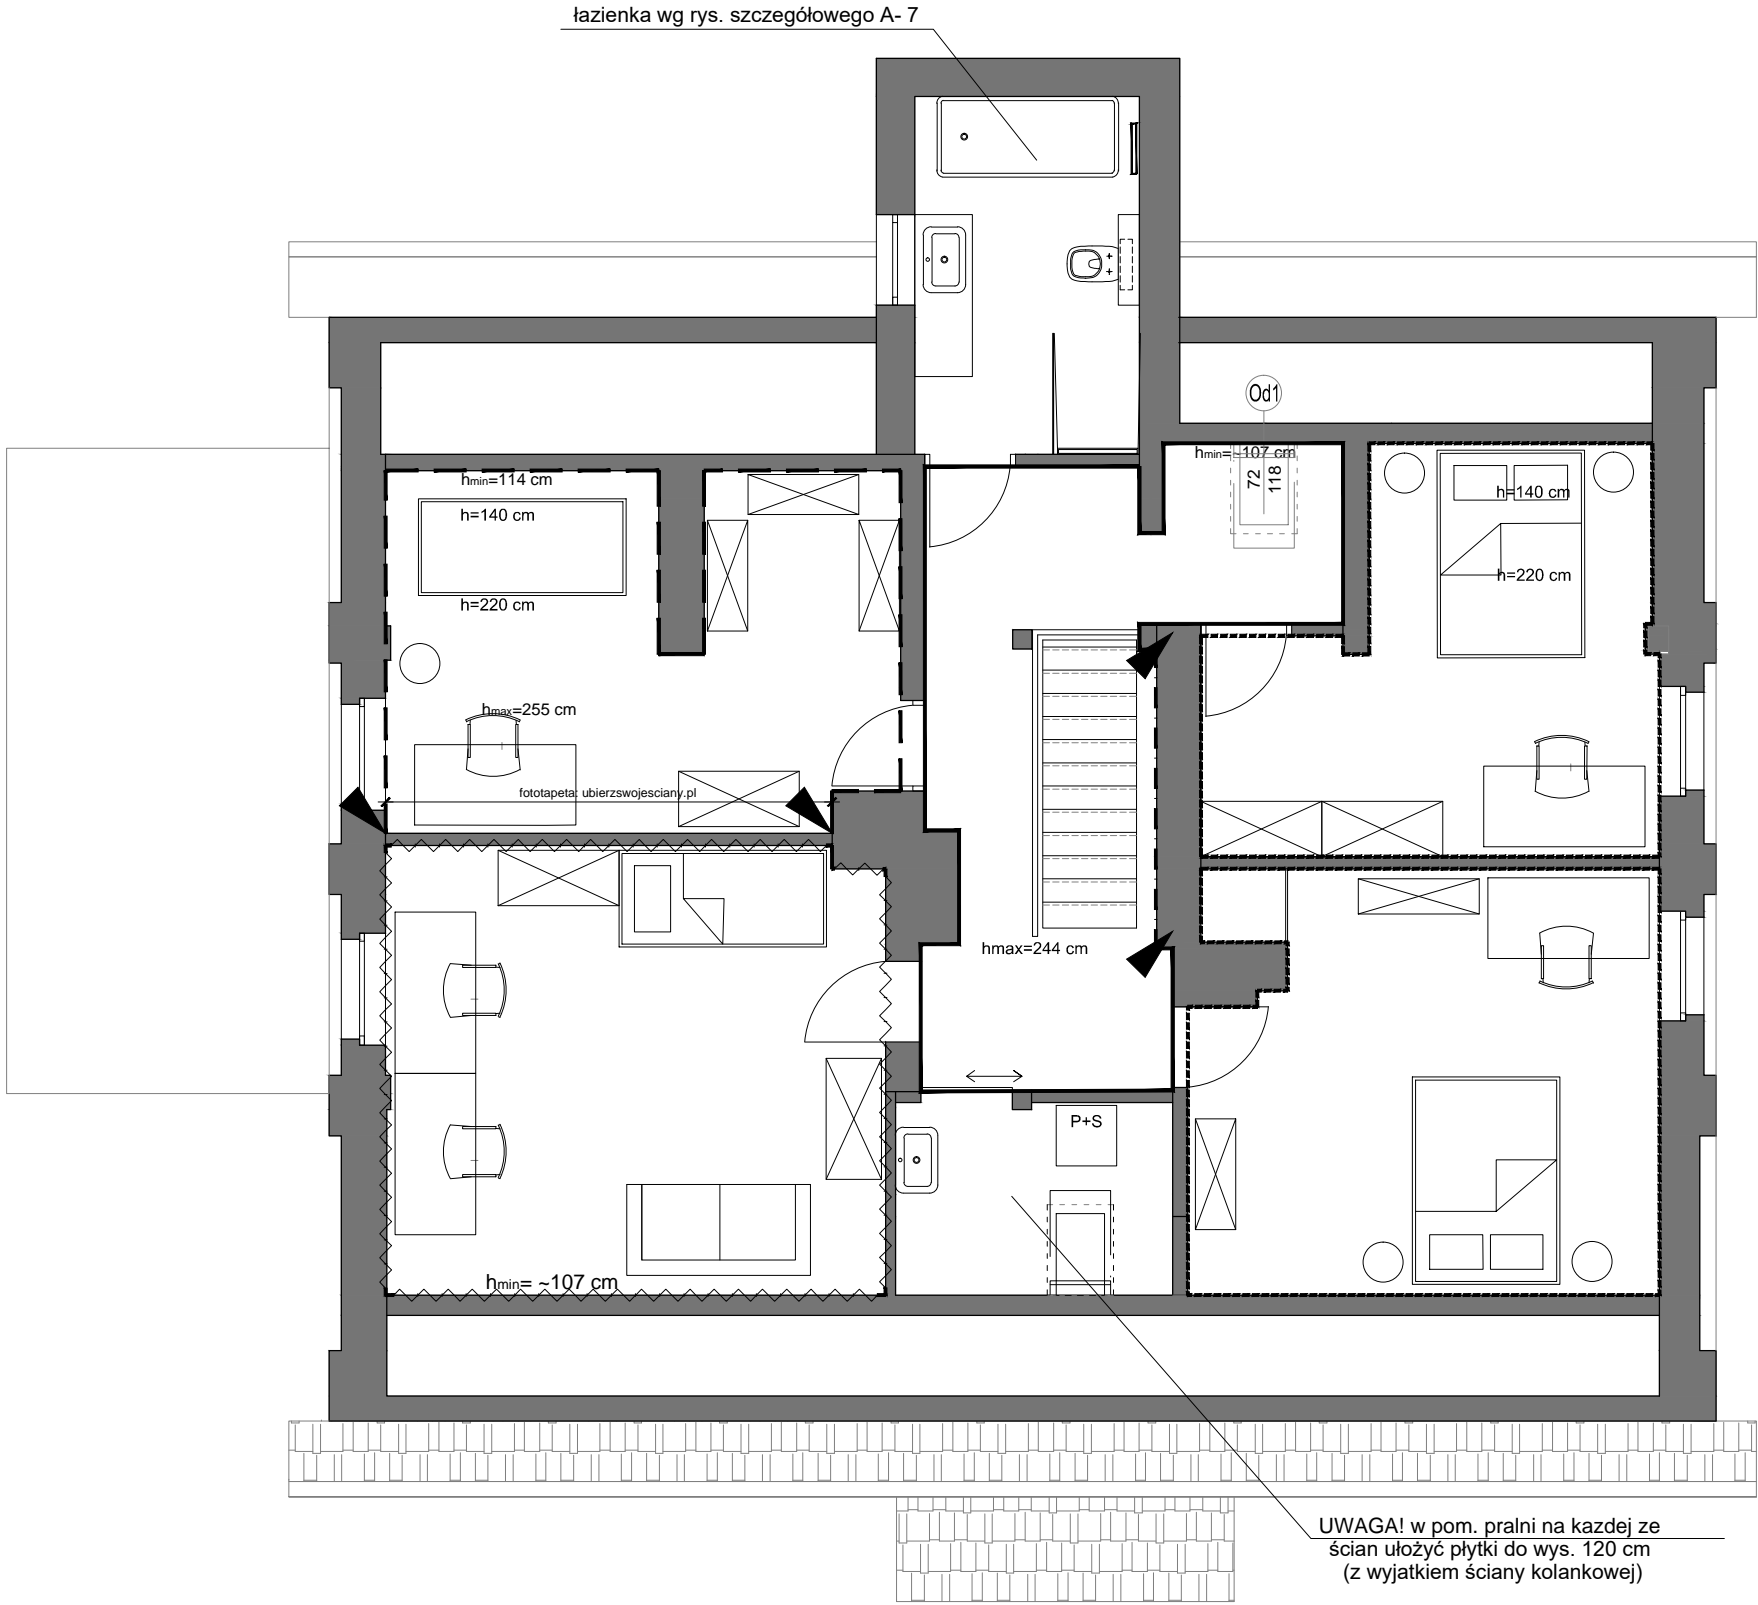 łazienka wg rys. szczegółowego A- 7
Od1
hmin=~107 cm
72
118
hmin=114 cm
h=140 cm
h=220 cm
hmax=255 cm
fototapeta: ubierzswojesciany.pl
h=140 cm
h=220 cm
hmax=244 cm
P+S
hmin= ~107 cm
UWAGA! w pom. pralni na kazdej ze
ścian ułożyć płytki do wys. 120 cm
(z wyjatkiem ściany kolankowej)